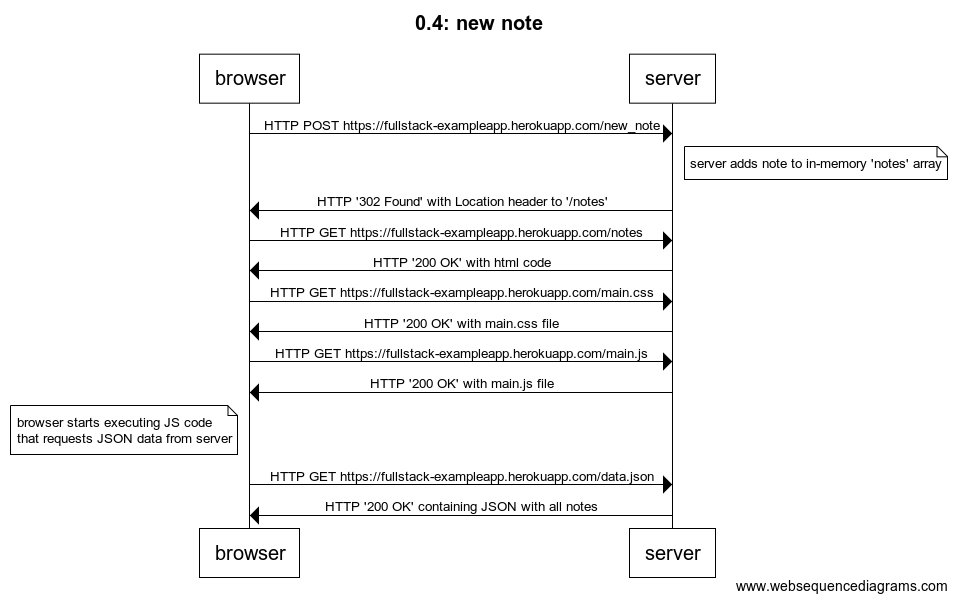 0.4: new note
browser
server
HTTP POST https://fullstack-exampleapp.herokuapp.com/new_note
server adds note to in-memory 'notes' array
HTTP '302 Found' with Location header to '/notes'
HTTP GET https://fullstack-exampleapp.herokuapp.com/notes
HTTP '200 OK' with html code
HTTP GET https://fullstack-exampleapp.herokuapp.com/main.css
HTTP '200 OK' with main.css file
HTTP GET https://fullstack-exampleapp.herokuapp.com/main.js
HTTP '200 OK' with main.js file
browser starts executing JS code
that requests JSON data from server
HTTP GET https://fullstack-exampleapp.herokuapp.com/data.json
HTTP '200 OK' containing JSON with all notes
browser
server
www.websequencediagrams.com